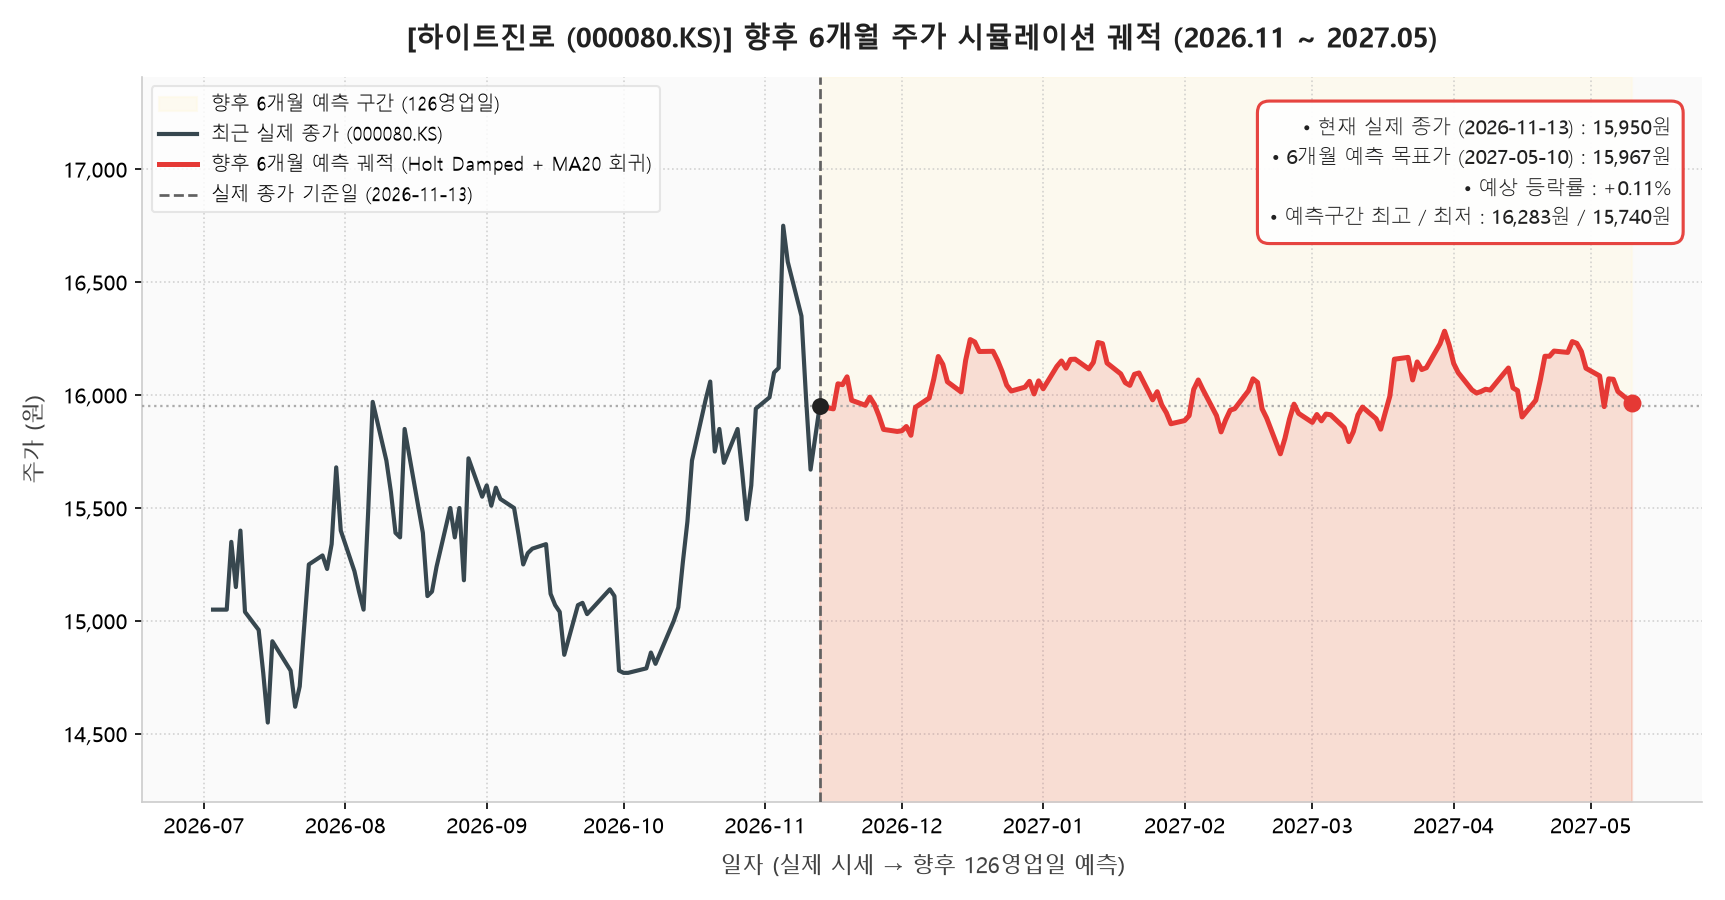 [하이트진로 (000080.KS)] 향후 6개월 주가 시뮬레이션 궤적 (2026.11 ~ 2027.05)
향후 6개월 예측 구간 (126영업일)
최근 실제 종가 (000080.KS)
향후 6개월 예측 궤적 (Holt Damped + MA20 회귀)
실제 종가 기준일 (2026-11-13)
• 현재 실제 종가 (2026-11-13) : 15,950원
• 6개월 예측 목표가 (2027-05-10) : 15,967원
• 예상 등락률 : +0.11%
• 예측구간 최고 / 최저 : 16,283원 / 15,740원
주가 (원)
17,000
16,500
16,000
15,500
15,000
14,500
2026-07 2026-08 2026-09 2026-10 2026-11 2026-12 2027-01 2027-02 2027-03 2027-04 2027-05
일자 (실제 시세 → 향후 126영업일 예측)